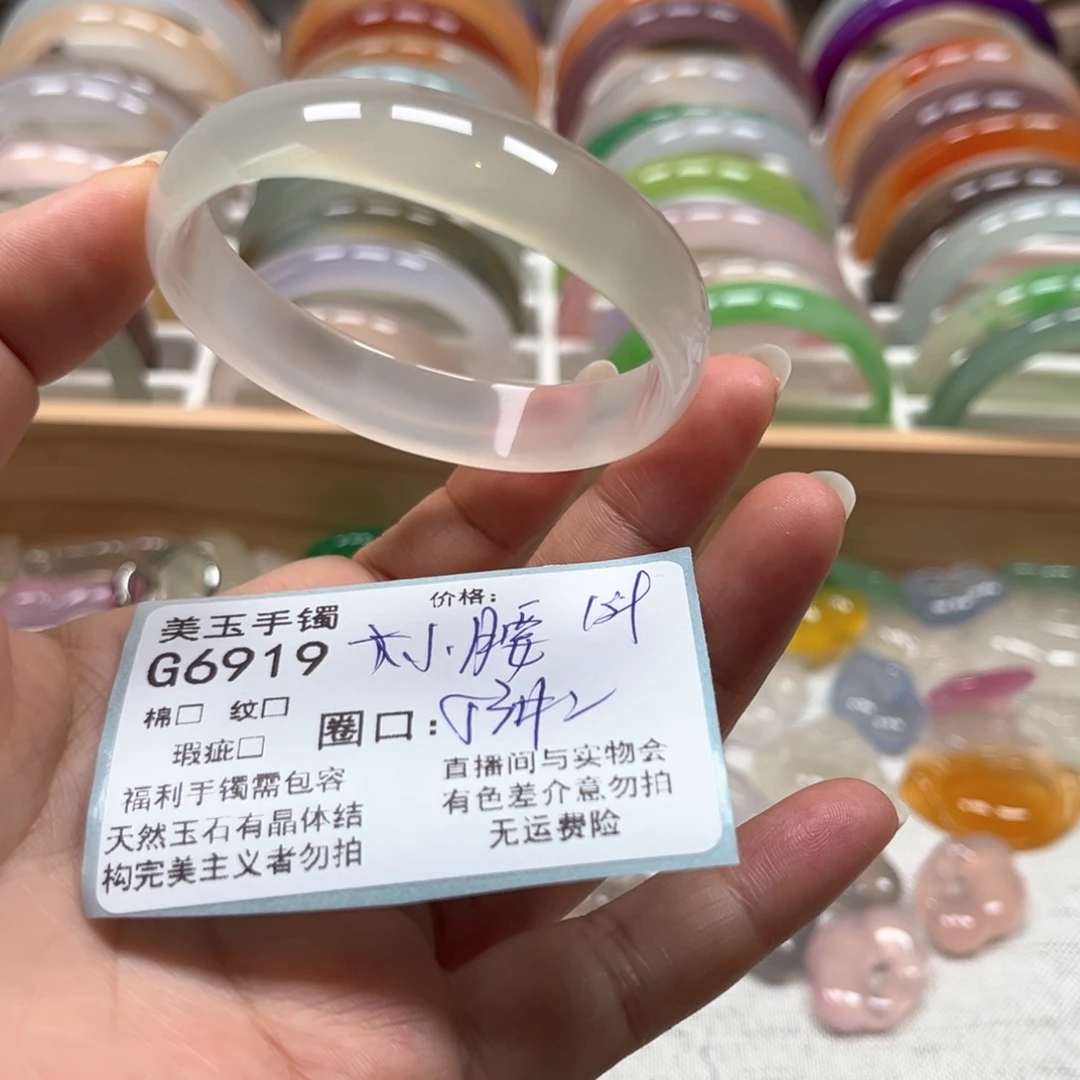 美玉手镯
价格：
G6919
棉□ 纹□
圈口：
瑕疵□
福利手镯需包容
天然玉石有晶体结
构完美主义者勿拍
直播间与实物会
有色差介意勿拍
无运费险